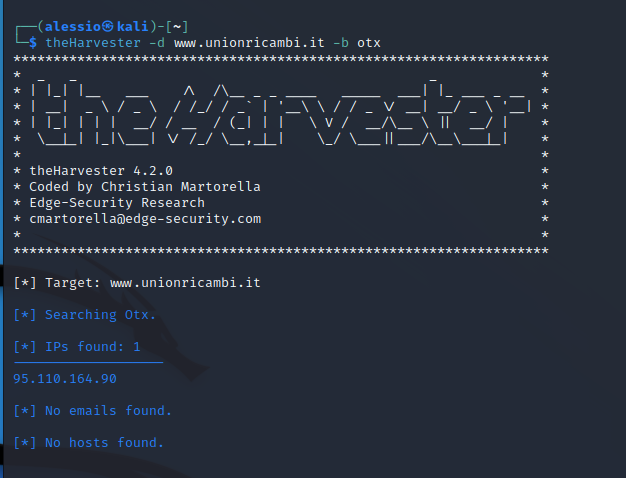 ┌──(alessio㉿kali)-[~]
└─$ theHarvester -d www.unionricambi.it -b otx
*******************************************************************
*  _   _                                            _             *
* | |_| |__   ___    /\  /\__ _ _ ____   _____  ___| |_ ___ _ __  *
* | __|  _ \ / _ \  / /_/ / _` | '__\ \ / / _ \/ __| __/ _ \ '__| *
* | |_| | | |  __/ / __  / (_| | |   \ V /  __/\__ \ ||  __/ |    *
*  \__|_| |_|\___| \/ /_/ \__,_|_|    \_/ \___||___/\__\___|_|    *
*                                                                 *
* theHarvester 4.2.0                                              *
* Coded by Christian Martorella                                   *
* Edge-Security Research                                          *
* cmartorella@edge-security.com                                   *
*                                                                 *
*******************************************************************
[*] Target: www.unionricambi.it
[*] Searching Otx.
[*] IPs found: 1
-------------------
95.110.164.90
[*] No emails found.
[*] No hosts found.